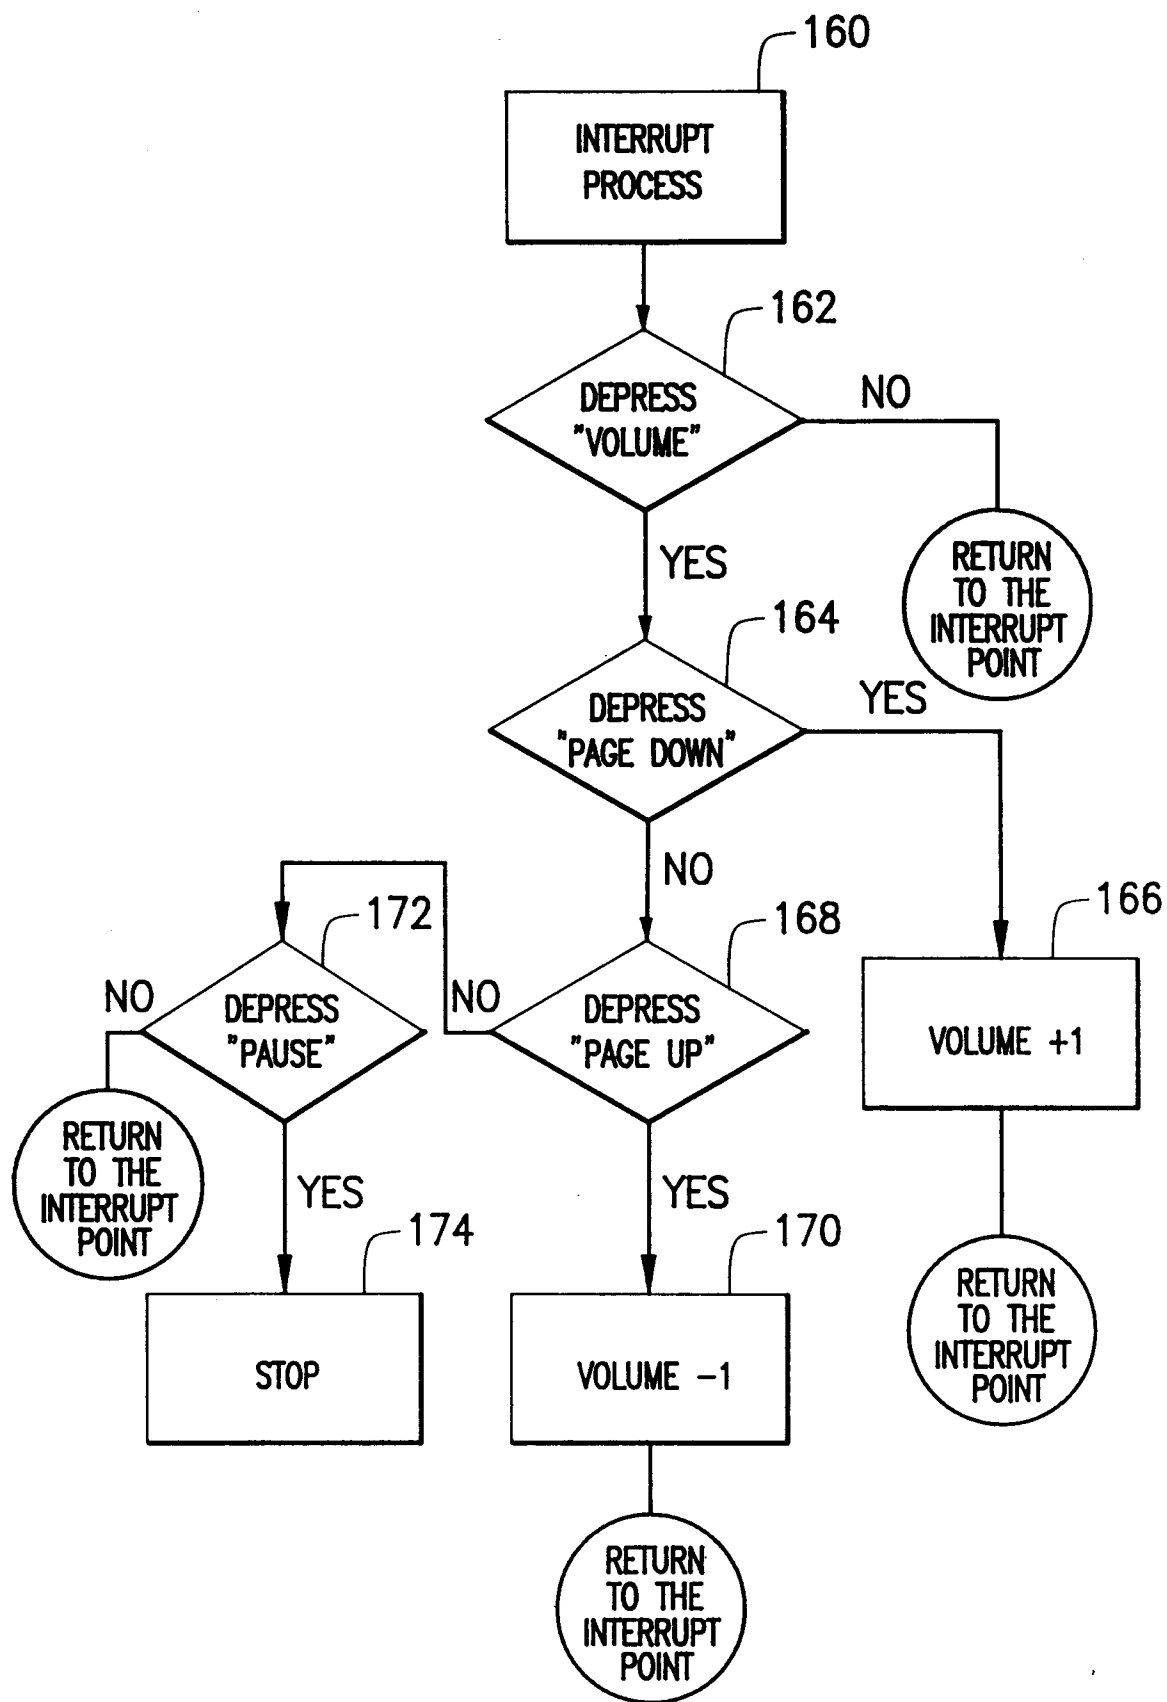 160
INTERRUPT
PROCESS
162
DEPRESS
"VOLUME"
NO
RETURN
TO THE
INTERRUPT
POINT
YES
164
DEPRESS
"PAGE DOWN"
YES
NO
166
VOLUME +1
RETURN
TO THE
INTERRUPT
POINT
168
DEPRESS
"PAGE UP"
NO
172
DEPRESS
"PAUSE"
NO
RETURN
TO THE
INTERRUPT
POINT
YES
174
STOP
YES
170
VOLUME -1
RETURN
TO THE
INTERRUPT
POINT